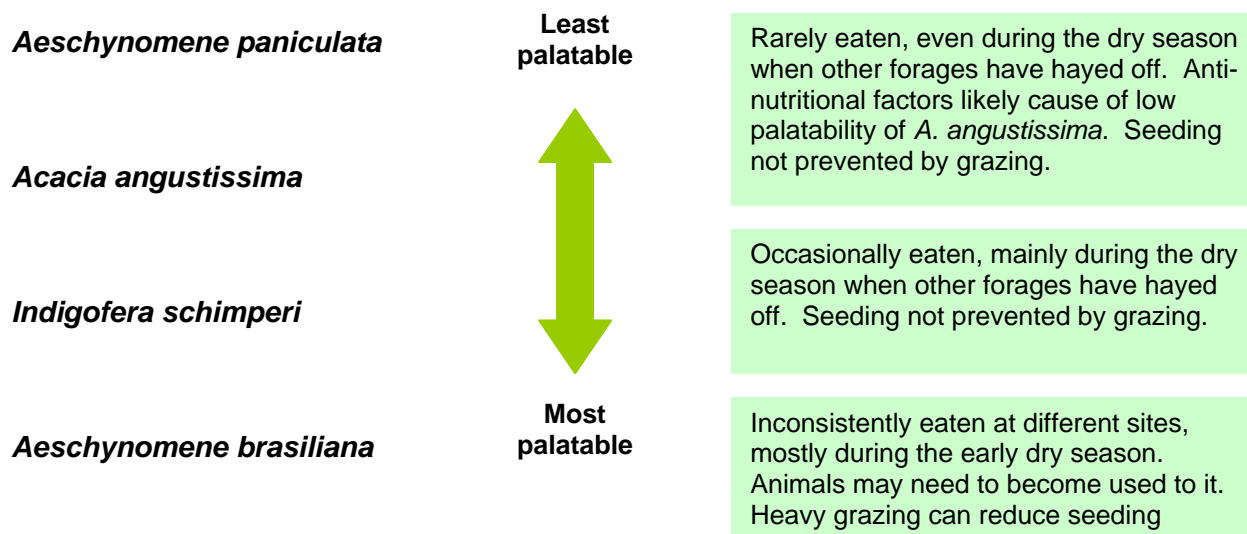 Aeschynomene paniculata
Least
palatable
Rarely eaten, even during the dry season
when other forages have hayed off.  Anti-
nutritional factors likely cause of low
palatability of A. angustissima.  Seeding
not prevented by grazing.
Acacia angustissima
Indigofera schimperi
Occasionally eaten, mainly during the dry
season when other forages have hayed
off.  Seeding not prevented by grazing.
Aeschynomene brasiliana
Most
palatable
Inconsistently eaten at different sites,
mostly during the early dry season.
Animals may need to become used to it.
Heavy grazing can reduce seeding